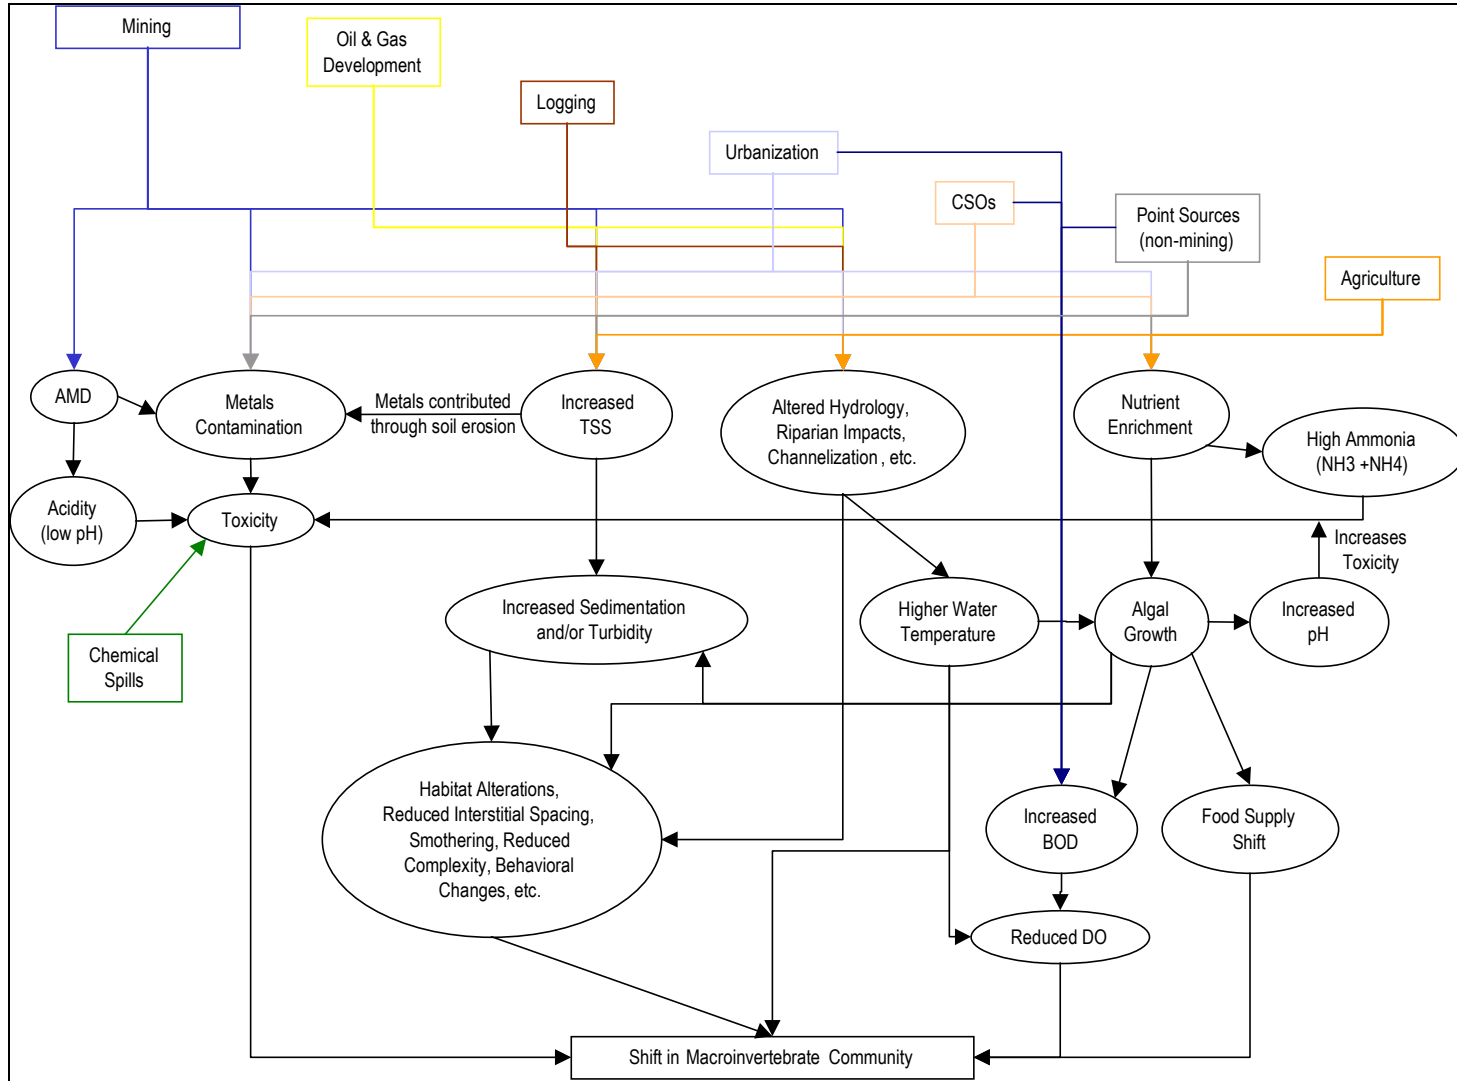 Mining
Oil & Gas
Development
Logging
Urbanization
CSOs
Point Sources
(non-mining)
Agriculture
AMD
Metals
Contamination
Metals contributed
through soil erosion
Increased
TSS
Altered Hydrology,
Riparian Impacts,
Channelization , etc.
Nutrient
Enrichment
High Ammonia
(NH3 +NH4)
Acidity
(low pH)
Toxicity
Increases
Toxicity
Increased Sedimentation
and/or Turbidity
Higher Water
Temperature
Algal
Growth
Increased
pH
Chemical
Spills
Habitat Alterations,
Reduced Interstitial Spacing,
Smothering, Reduced
Complexity, Behavioral
Changes, etc.
Increased
BOD
Food Supply
Shift
Reduced DO
Shift in Macroinvertebrate Community